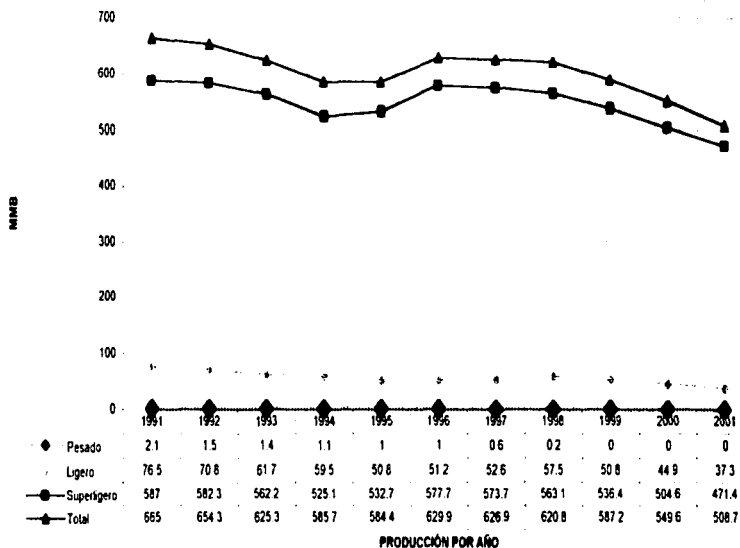 700
600
500
400
300
200
100
0
MMB
1991 1992 1993 1994 1995 1996 1997 1998 1999 2000 2001
Pesado 2.1 1.5 1.4 1.1 1 1 0.6 0.2 0 0 0
Ligero 76.5 70.8 61.7 59.5 50.8 51.2 52.6 57.5 50.8 44.9 37.3
Superligero 587 582.3 562.2 525.1 532.7 577.7 573.7 563.1 536.4 504.6 471.4
Total 665 654.3 625.3 585.7 584.4 629.9 626.9 620.8 587.2 549.6 508.7
PRODUCCIÓN POR AÑO